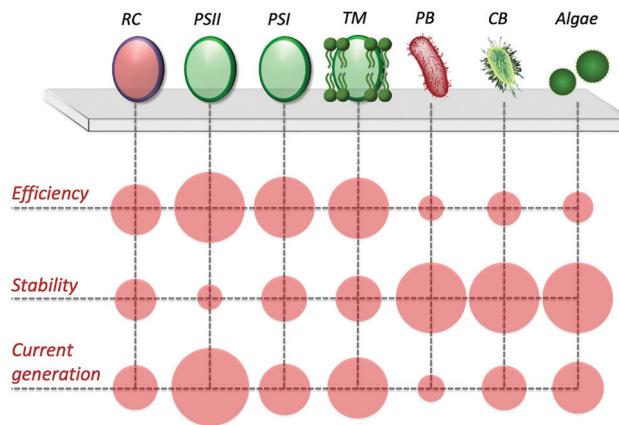 RC PSII PSI TM PB CB Algae
Efficiency
Stability
Current
generation